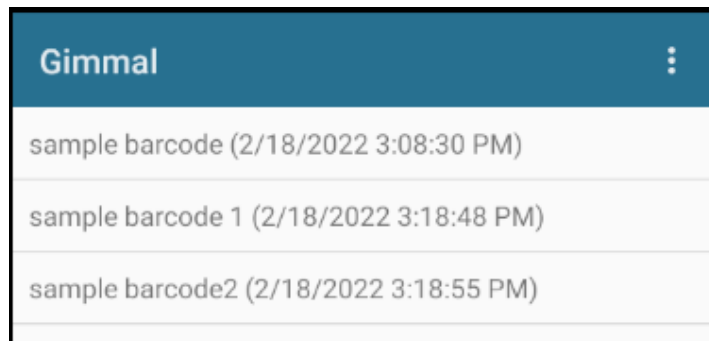 Gimmal
sample barcode (2/18/2022 3:08:30 PM)
sample barcode 1 (2/18/2022 3:18:48 PM)
sample barcode2 (2/18/2022 3:18:55 PM)